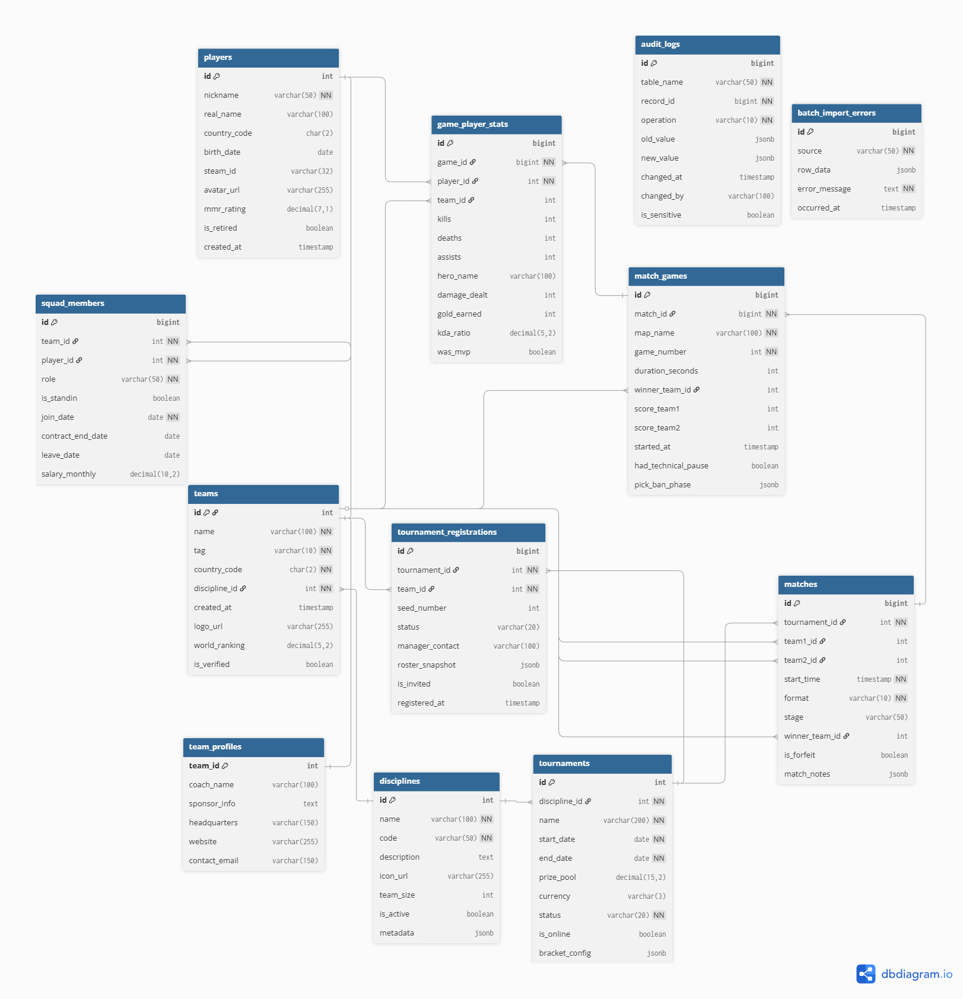 players
id int
nickname varchar(50) NN
real_name varchar(100)
country_code char(2)
birth_date date
steam_id varchar(32)
avatar_url varchar(255)
mmr_rating decimal(7,1)
is_retired boolean
created_at timestamp
audit_logs
id bigint
table_name varchar(50) NN
record_id bigint NN
operation varchar(10) NN
old_value jsonb
new_value jsonb
changed_at timestamp
changed_by varchar(100)
is_sensitive boolean
batch_import_errors
id bigint
source varchar(50) NN
row_data jsonb
error_message text NN
occurred_at timestamp
game_player_stats
id bigint
game_id bigint NN
player_id int NN
team_id int
kills int
deaths int
assists int
hero_name varchar(100)
damage_dealt int
gold_earned int
kda_ratio decimal(5,2)
was_mvp boolean
match_games
id bigint
match_id bigint NN
map_name varchar(100) NN
game_number int NN
duration_seconds int
winner_team_id int
score_team1 int
score_team2 int
started_at timestamp
had_technical_pause boolean
pick_ban_phase jsonb
squad_members
id bigint
team_id int NN
player_id int NN
role varchar(50) NN
is_standin boolean
join_date date NN
contract_end_date date
leave_date date
salary_monthly decimal(10,2)
teams
id int
name varchar(100) NN
tag varchar(10) NN
country_code char(2) NN
discipline_id int NN
created_at timestamp
logo_url varchar(255)
world_ranking decimal(5,2)
is_verified boolean
tournament_registrations
id bigint
tournament_id int NN
team_id int NN
seed_number int
status varchar(20)
manager_contact varchar(100)
roster_snapshot jsonb
is_invited boolean
registered_at timestamp
matches
id bigint
tournament_id int NN
team1_id int
team2_id int
start_time timestamp NN
format varchar(10) NN
stage varchar(50)
winner_team_id int
is_forfeit boolean
match_notes jsonb
team_profiles
team_id int
coach_name varchar(100)
sponsor_info text
headquarters varchar(150)
website varchar(255)
contact_email varchar(150)
disciplines
id int
name varchar(100) NN
code varchar(50) NN
description text
icon_url varchar(255)
team_size int
is_active boolean
metadata jsonb
tournaments
id int
discipline_id int NN
name varchar(200) NN
start_date date NN
end_date date NN
prize_pool decimal(15,2)
currency varchar(3)
status varchar(20) NN
is_online boolean
bracket_config jsonb
dbdiagram.io